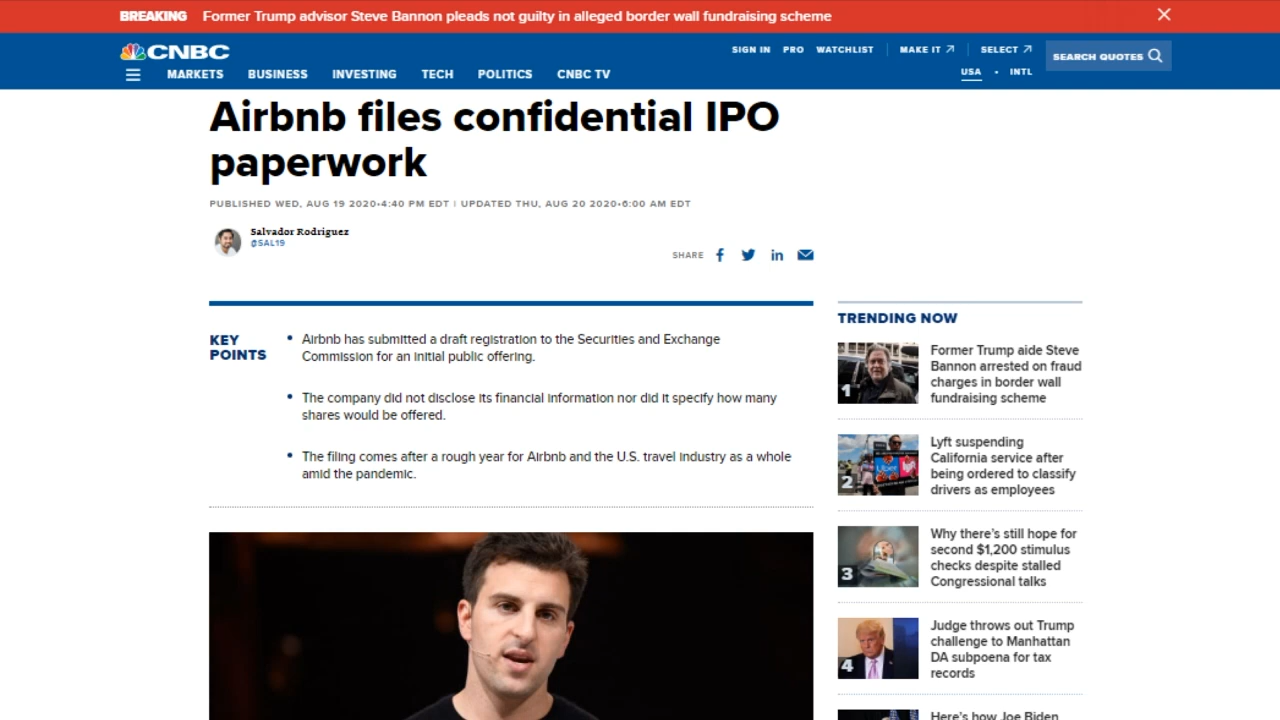 BREAKING Former Trump advisor Steve Bannon pleads not guilty in alleged border wall fundraising scheme
CNBC
SIGN IN PRO WATCHLIST MAKE IT SELECT
SEARCH QUOTES
USA • INTL
MARKETS BUSINESS INVESTING TECH POLITICS CNBC TV
Airbnb files confidential IPO
paperwork
PUBLISHED WED, AUG 19 2020•4:40 PM EDT | UPDATED THU, AUG 20 2020•6:00 AM EDT
Salvador Rodriguez
@SAL19
SHARE
KEY
POINTS
• Airbnb has submitted a draft registration to the Securities and Exchange
Commission for an initial public offering.
• The company did not disclose its financial information nor did it specify how many
shares would be offered.
• The filing comes after a rough year for Airbnb and the U.S. travel industry as a whole
amid the pandemic.
TRENDING NOW
1
Former Trump aide Steve
Bannon arrested on fraud
charges in border wall
fundraising scheme
Uber
2
Lyft suspending
California service after
being ordered to classify
drivers as employees
3
Why there's still hope for
second $1,200 stimulus
checks despite stalled
Congressional talks
4
Judge throws out Trump
challenge to Manhattan
DA subpoena for tax
records
Here's how Joe Biden